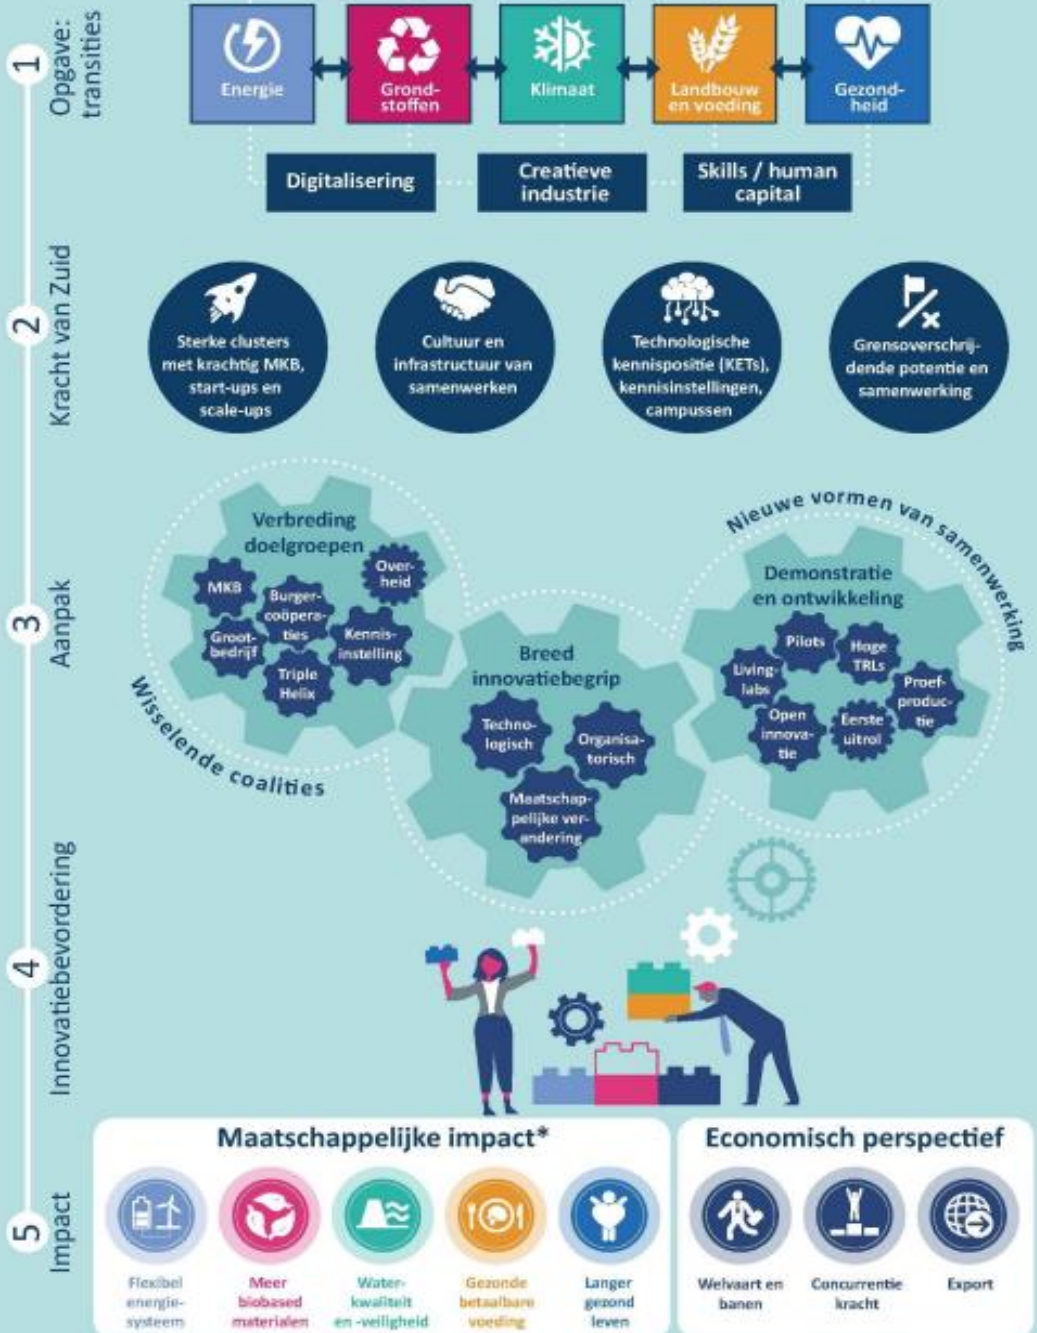 1
Opgave:
transities
Energie
Grond-
stoffen
Klimaat
Landbouw
en voeding
Gezond-
heid
Digitalisering
Creatieve
industrie
Skills / human
capital
2
Kracht van Zuid
Sterke clusters
met krachtig MKB,
start-ups en
scale-ups
Cultuur en
infrastructuur van
samenwerken
Technologische
kennispositie (KETs),
kennisinstellingen,
campussen
Grensoverschrij-
dende potentie en
samenwerking
3
Aanpak
Verbreding
doelgroepen
MKB
Burger-
coöpera-
ties
Over-
heid
Groot-
bedrijf
Kennis-
instelling
Triple
Helix
Wisselende coalities
Breed
innovatiebegrip
Techno-
logisch
Organisa-
torisch
Maatschap-
pelijke ver-
andering
Nieuwe vormen van samenwerking
Demonstratie
en ontwikkeling
Pilots
Hoge
TRLs
Living-
labs
Proef-
produc-
tie
Open
innova-
tie
Eerste
uitrol
4
Innovatiebevordering
5
Impact
Maatschappelijke impact*
Flexibel
energie-
systeem
Meer
biobased
materialen
Water-
kwaliteit
en -veiligheid
Gezonde
betaalbare
voeding
Langer
gezond
leven
Economisch perspectief
Welvaart en
banen
Concurrentie
kracht
Export